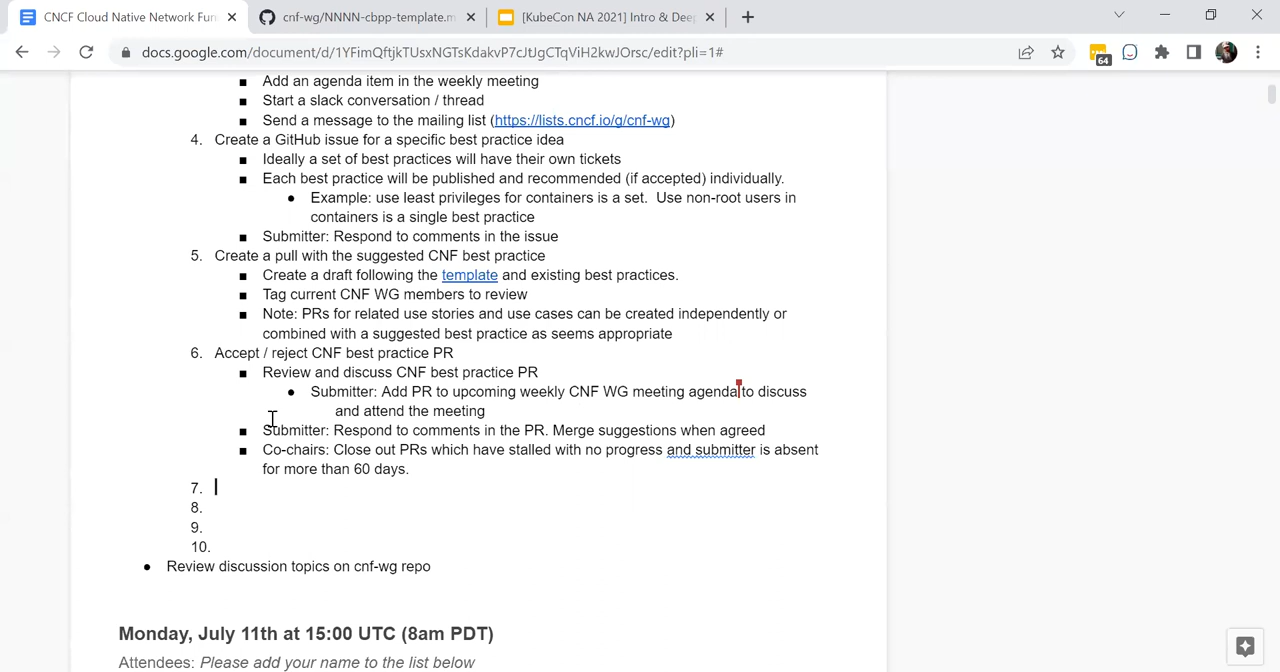 CNCF Cloud Native Network Fun
cnf-wg/NNNN-cbpp-template.m
[KubeCon NA 2021] Intro & Deep
docs.google.com/document/d/1YFimQftjkTUsxNGTsKdakvP7cJtJgCTqViH2kwJOrsc/edit?pli=1#
64
■ Add an agenda item in the weekly meeting
■ Start a slack conversation / thread
■ Send a message to the mailing list (https://lists.cncf.io/g/cnf-wg)
4. Create a GitHub issue for a specific best practice idea
■ Ideally a set of best practices will have their own tickets
■ Each best practice will be published and recommended (if accepted) individually.
● Example: use least privileges for containers is a set. Use non-root users in
containers is a single best practice
■ Submitter: Respond to comments in the issue
5. Create a pull with the suggested CNF best practice
■ Create a draft following the template and existing best practices.
■ Tag current CNF WG members to review
■ Note: PRs for related use stories and use cases can be created independently or
combined with a suggested best practice as seems appropriate
6. Accept / reject CNF best practice PR
■ Review and discuss CNF best practice PR
● Submitter: Add PR to upcoming weekly CNF WG meeting agenda to discuss
and attend the meeting
■ Submitter: Respond to comments in the PR. Merge suggestions when agreed
■ Co-chairs: Close out PRs which have stalled with no progress and submitter is absent
for more than 60 days.
7.
8.
9.
10.
● Review discussion topics on cnf-wg repo
Monday, July 11th at 15:00 UTC (8am PDT)
Attendees: Please add your name to the list below